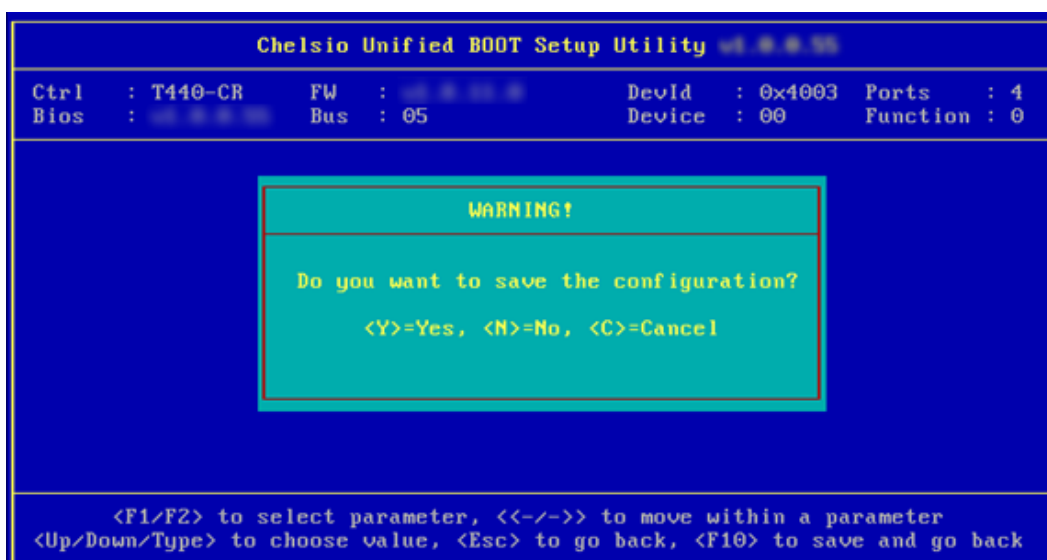 Chelsio Unified BOOT Setup Utility
Ctrl : T440-CR FW : DevId : 0x4003 Ports : 4
Bios : Bus : 05 Device : 00 Function : 0
WARNING!
Do you want to save the configuration?
<Y>=Yes, <N>=No, <C>=Cancel
<F1/F2> to select parameter, <<-/->> to move within a parameter
<Up/Down/Type> to choose value, <Esc> to go back, <F10> to save and go back